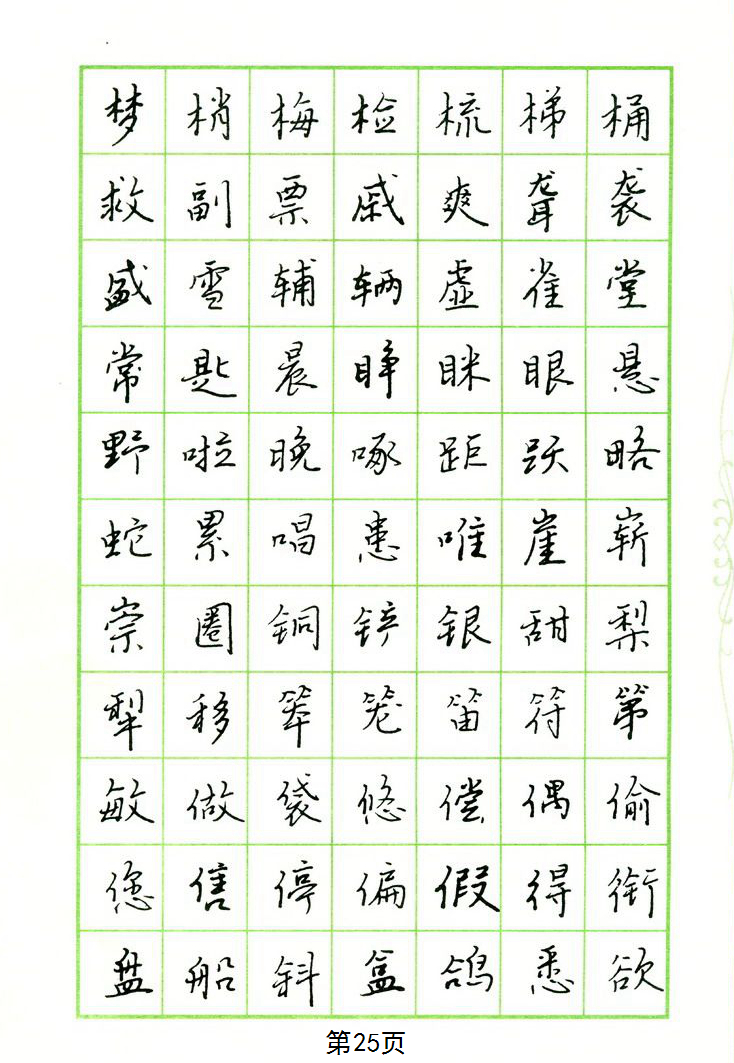 梦梢梅检梳梯桶
救副票戚爽聋袭
盛雪辅辆虚雀堂
常匙晨睁眯眼悬
野啦晚啄距跃略
蛇累唱患唯崖崭
崇圈铜铲银甜梨
犁移笨笼笛符第
敏做袋悠偿偶偷
您售停偏假得衔
盘船斜盒鸽悉欲
第25页